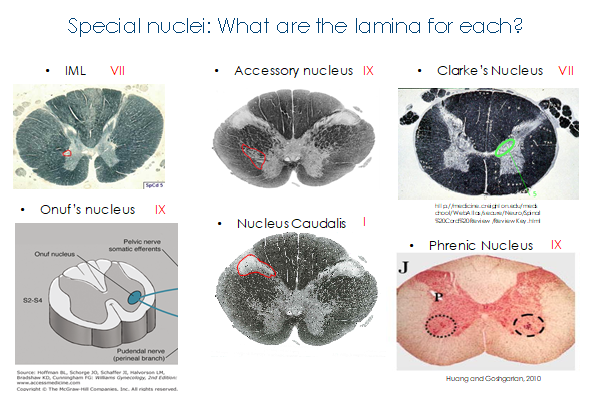 Special nuclei: What are the lamina for each?
• IML VII
• Accessory nucleus IX
• Clarke's Nucleus VII
SpCd 5
http://medicine.creighton.edu/medi
chool/WebAtlas/secure/Neuro/Spinal
%20Cord%20Review/Review Key.html
• Onuf's nucleus IX
• Nucleus Caudalis I
• Phrenic Nucleus IX
Pelvic nerve
somatic efferents
Onuf nucleus
S2-S4
Pudendal nerve
(perineal branch)
J
P
Source: Hoffman BL, Schorge JO, Schaffer JI, Halvorson LM,
Bradshaw KD, Cunningham FG: Williams Gynecology, 2nd Edition:
www.accessmedicine.com
Copyright © The McGraw-Hill Companies, Inc. All rights reserved.
Huang and Goshgarian, 2010